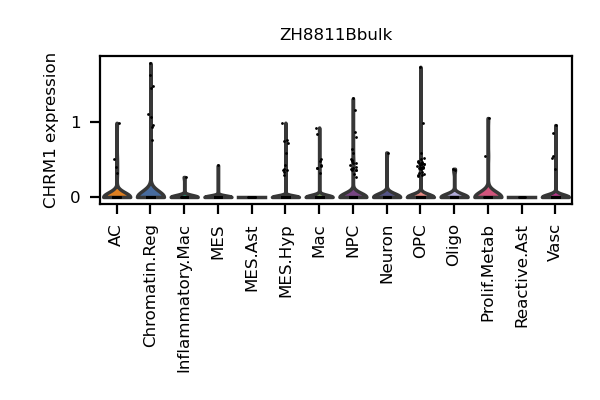 ZH8811Bbulk
CHRM1 expression
1
0
AC
Chromatin.Reg
Inflammatory.Mac
MES
MES.Ast
MES.Hyp
Mac
NPC
Neuron
OPC
Oligo
Prolif.Metab
Reactive.Ast
Vasc